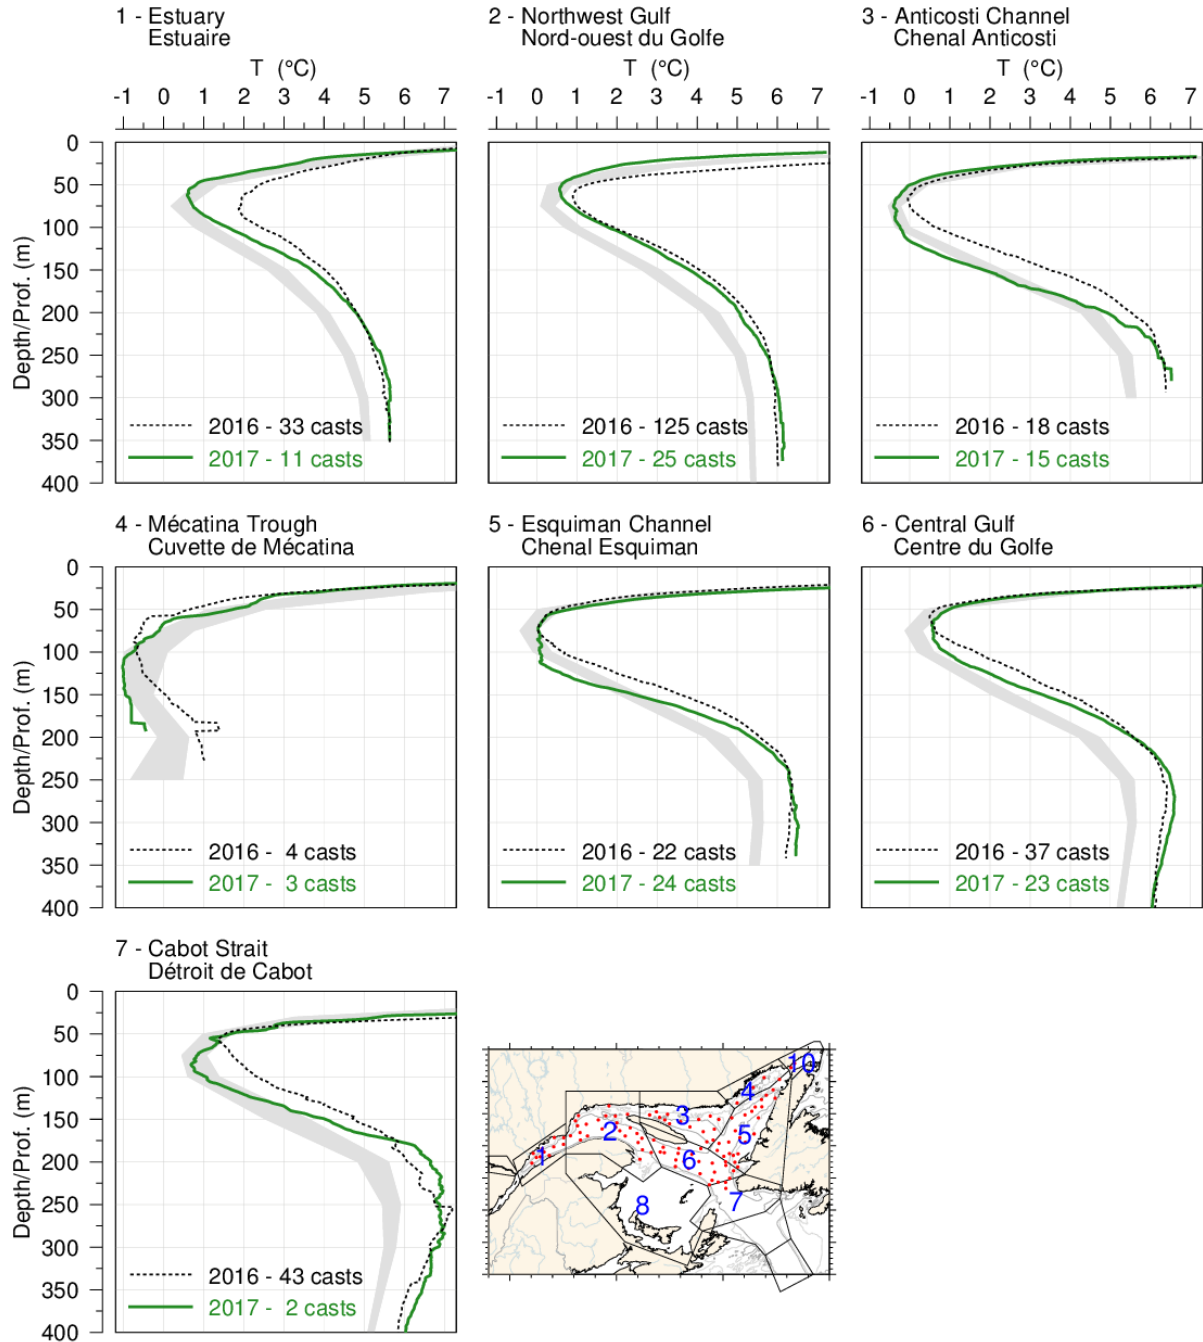 1 - Estuary
Estuaire
T (°C)
-1 0 1 2 3 4 5 6 7
2 - Northwest Gulf
Nord-ouest du Golfe
T (°C)
-1 0 1 2 3 4 5 6 7
3 - Anticosti Channel
Chenal Anticosti
T (°C)
-1 0 1 2 3 4 5 6 7
Depth/Prof. (m)
0
50
100
150
200
250
300
350
400
2016 - 33 casts
2017 - 11 casts
2016 - 125 casts
2017 - 25 casts
2016 - 18 casts
2017 - 15 casts
4 - Mécatina Trough
Cuvette de Mécatina
5 - Esquiman Channel
Chenal Esquiman
6 - Central Gulf
Centre du Golfe
Depth/Prof. (m)
0
50
100
150
200
250
300
350
400
2016 - 4 casts
2017 - 3 casts
2016 - 22 casts
2017 - 24 casts
2016 - 37 casts
2017 - 23 casts
7 - Cabot Strait
Détroit de Cabot
Depth/Prof. (m)
0
50
100
150
200
250
300
350
400
2016 - 43 casts
2017 - 2 casts
10
4
3
2
5
1
6
8
7